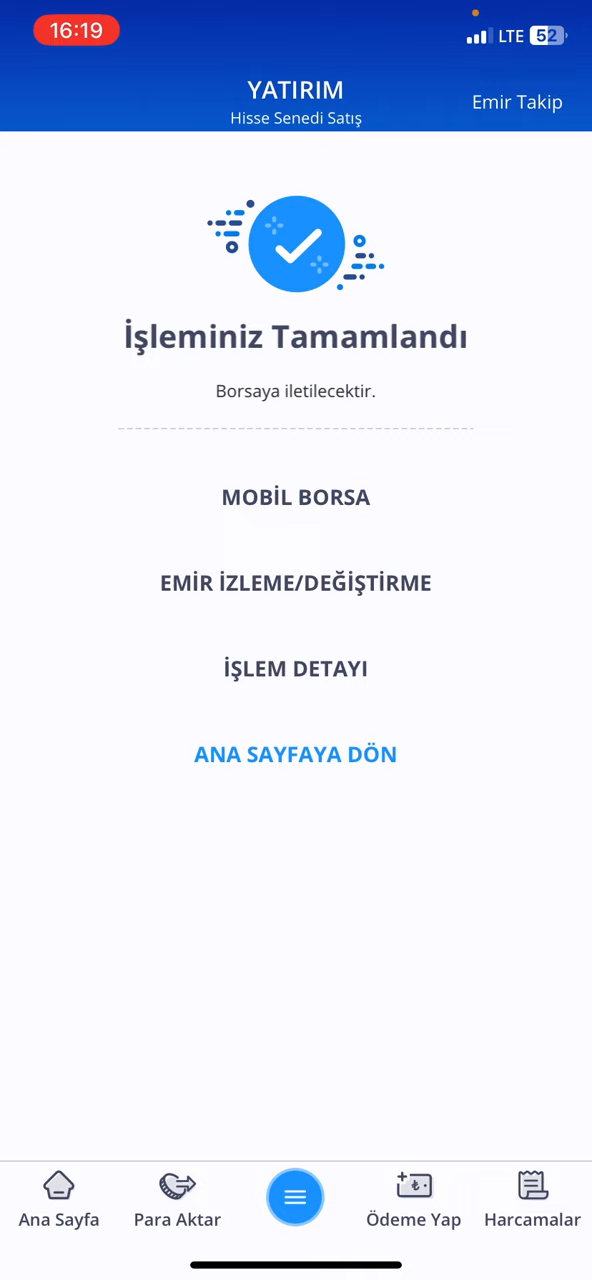 16:19
LTE 52
YATIRIM
Hisse Senedi Satış
Emir Takip
İşleminiz Tamamlandı
Borsaya iletilecektir.
MOBİL BORSA
EMİR İZLEME/DEĞİŞTİRME
İŞLEM DETAYI
ANA SAYFAYA DÖN
Ana Sayfa
Para Aktar
Ödeme Yap
Harcamalar